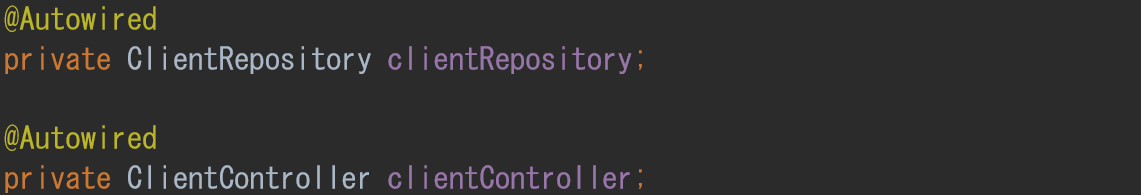 @Autowired
private ClientRepository clientRepository;
@Autowired
private ClientController clientController;